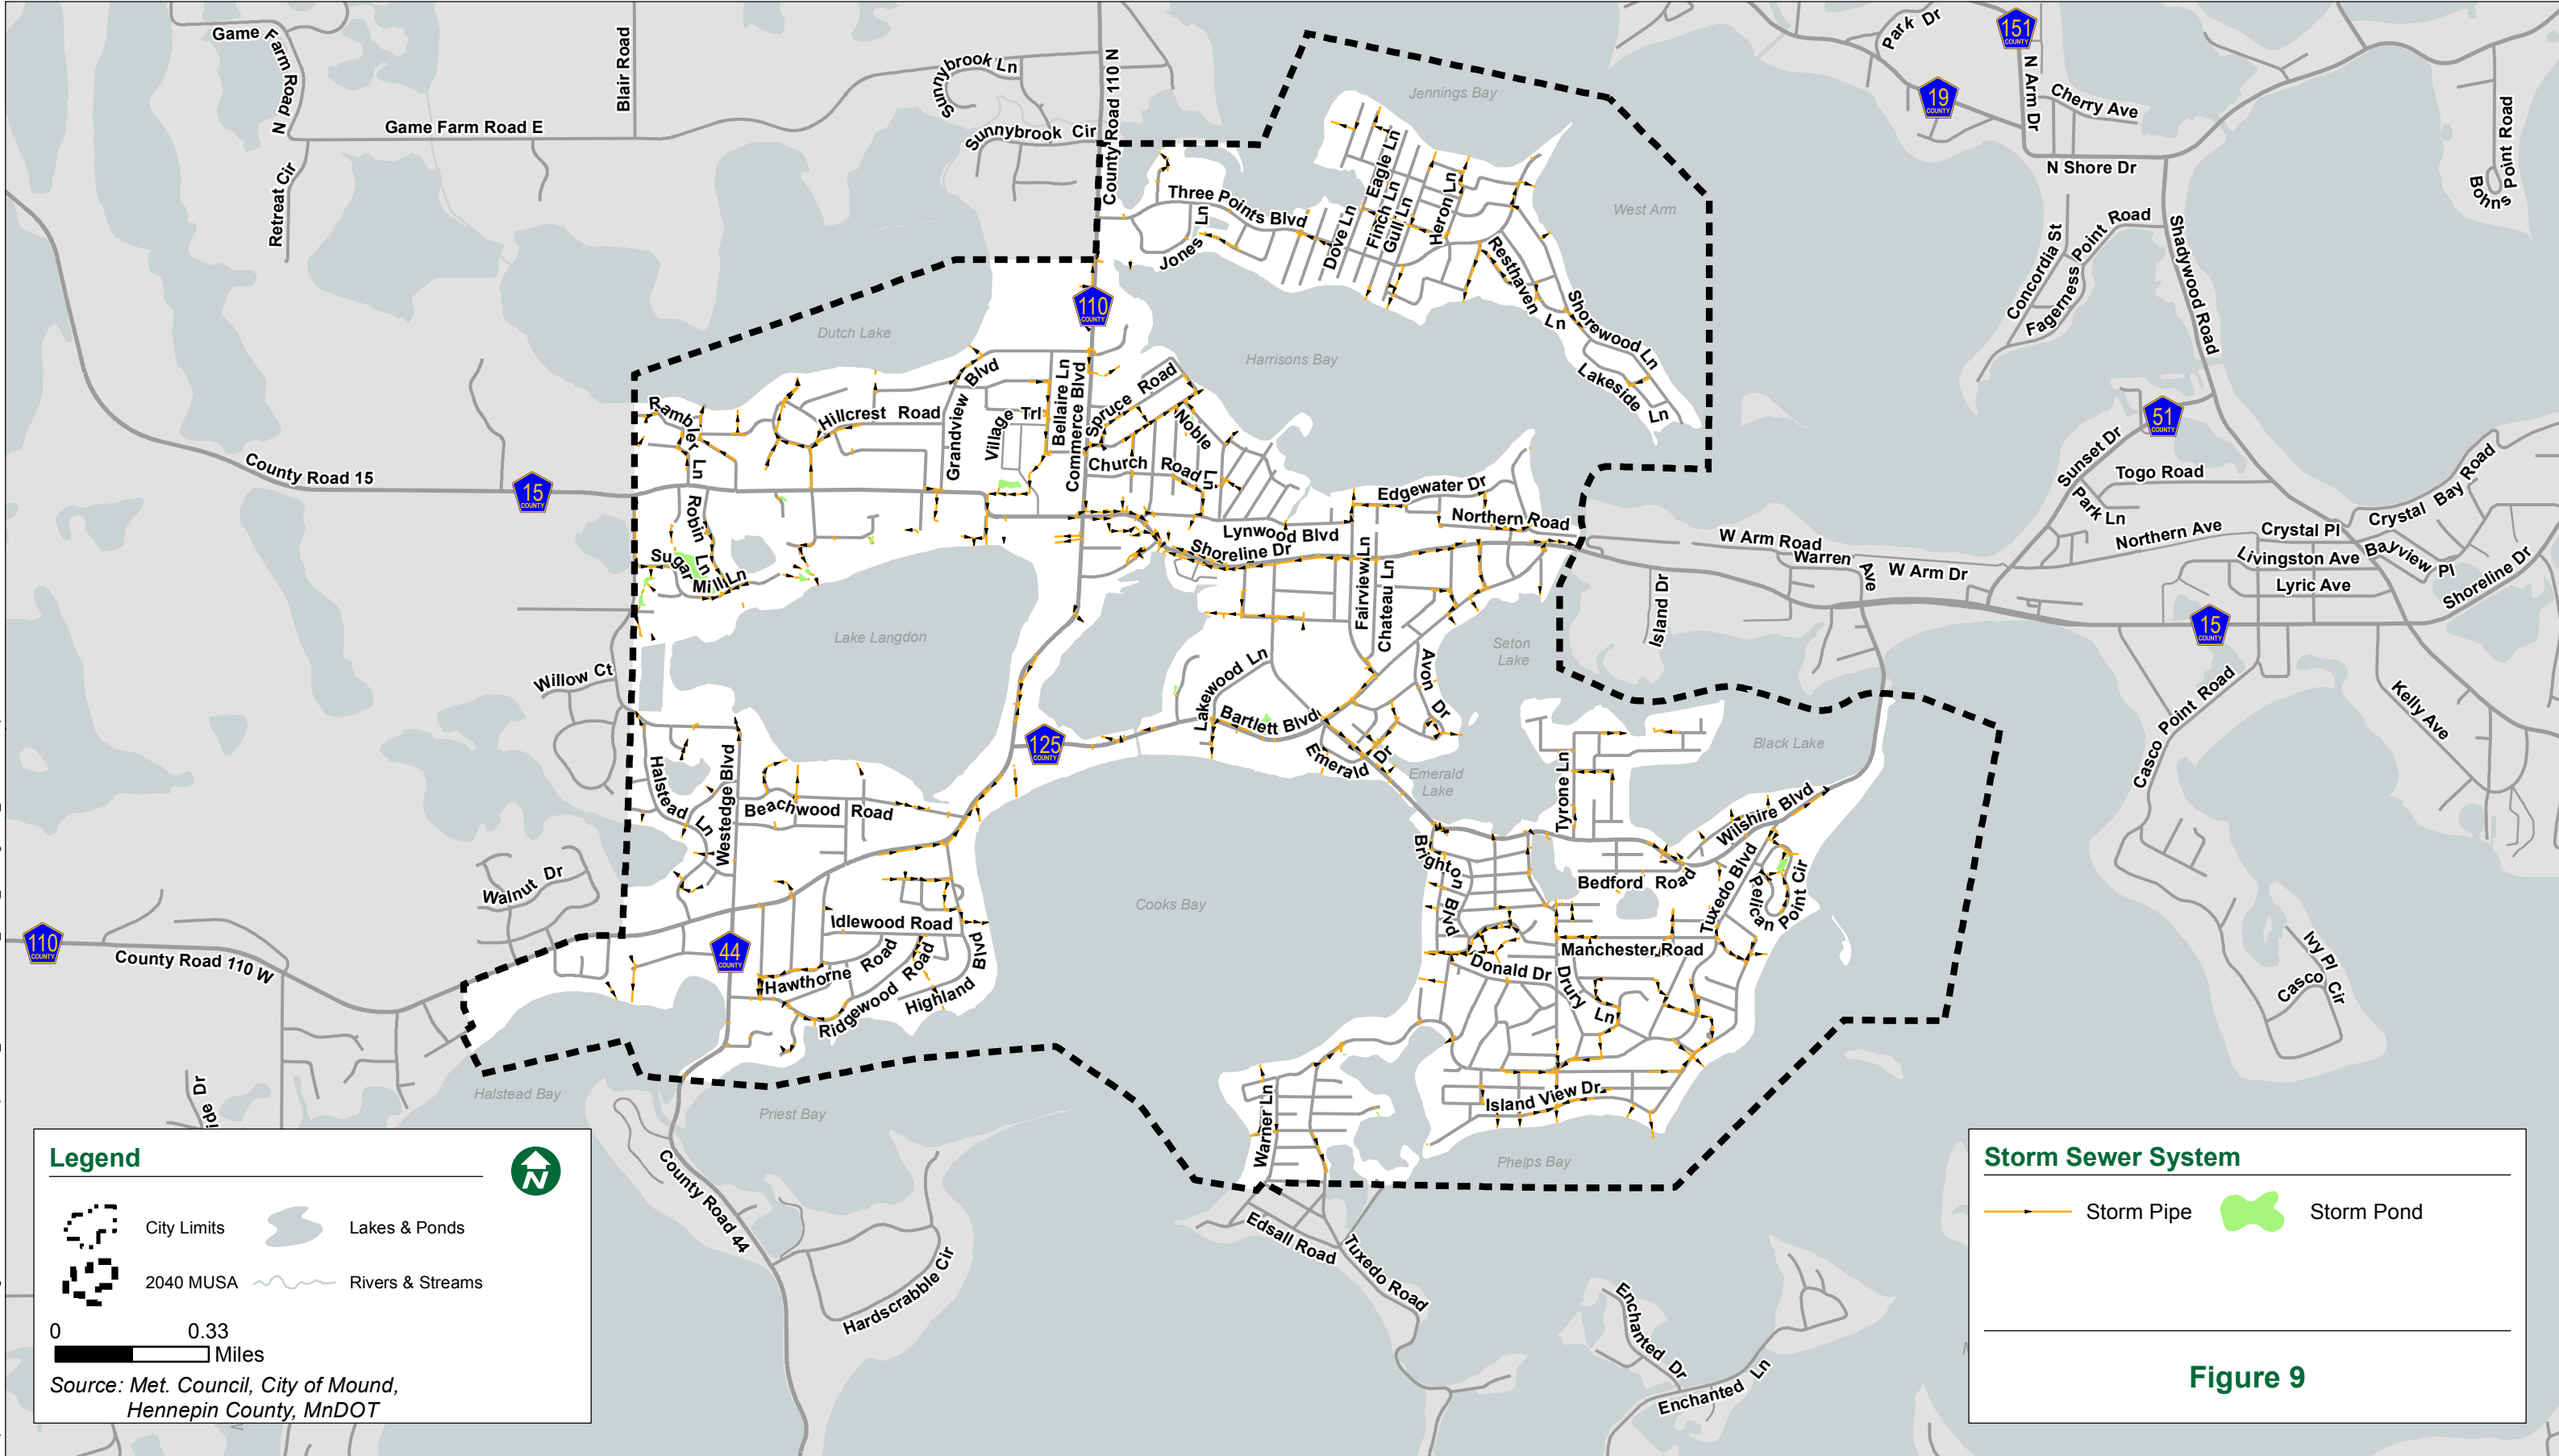 Game Farm Road N
Blair Road
Game Farm Road E
Retreat Cir
Sunnybrook Ln
Sunnybrook Cir
County Road 110 N
Jennings Bay
West Arm
Park Dr
151
COUNTY
19
COUNTY
N Arm Dr
Cherry Ave
N Shore Dr
Bohns Point Road
Concordia St
Fagerness Point Road
Shadywood Road
Three Points Blvd
Jones Ln
Dove Ln
Eagle Ln
Finch Ln
Gull Ln
Heron Ln
Resthaven Ln
Shorewood Ln
Lakeside Ln
Harrisons Bay
Dutch Lake
110
COUNTY
Rambler Ln
Hillcrest Road
Grandview Blvd
Village Trl
Bellaire Ln
Commerce Blvd
Spruce Road
Noble Ln
Church Road
County Road 15
15
COUNTY
Robin Ln
Sugar Mill Ln
Edgewater Dr
Northern Road
Lynwood Blvd
Shoreline Dr
Fairview Ln
Chateau Ln
W Arm Road
Warren Ave
W Arm Dr
Island Dr
51
COUNTY
Sunset Dr
Togo Road
Park Ln
Northern Ave
Crystal Pl
Crystal Bay Road
Livingston Ave
Bayview Pl
Lyric Ave
Shoreline Dr
15
COUNTY
Casco Point Road
Kelly Ave
Lake Langdon
Seton
Lake
Willow Ct
Lakewood Ln
Avon Dr
Bartlett Blvd
Emerald Dr
125
COUNTY
Emerald
Lake
Black Lake
Tyrone Ln
Wilshire Blvd
Halstead Ln
Westedge Blvd
Beachwood Road
Brighton Blvd
Bedford Road
Tuxedo Blvd
Pelican Point Cir
Walnut Dr
Cooks Bay
Idlewood Road
110
COUNTY
County Road 110 W
44
COUNTY
Hawthorne Road
Ridgewood Road
Highland Blvd
Manchester Road
Donald Dr
Drury Ln
Ivy Pl
Casco Cir
Halstead Bay
Priest Bay
Warner Ln
Island View Dr
Phelps Bay
County Road 44
Hardscrabble Cir
Edsall Road
Tuxedo Road
Enchanted Dr
Enchanted Ln
Legend
N
City Limits
Lakes & Ponds
2040 MUSA
Rivers & Streams
0 0.33
Miles
Source: Met. Council, City of Mound,
Hennepin County, MnDOT
Storm Sewer System
Storm Pipe
Storm Pond
Figure 9